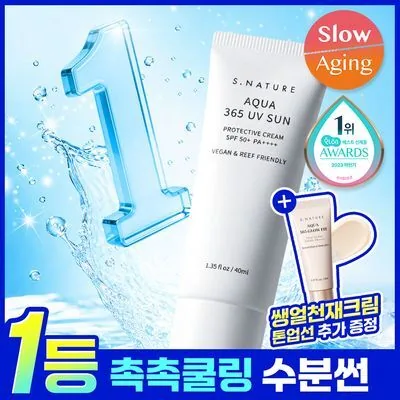 1
Slow
Aging
S.NATURE
AQUA
365 UV SUN
PROTECTIVE CREAM
SPF 50+ PA++++
VEGAN & REEF FRIENDLY
1.35 fl.oz / 40ml
1위
AWARDS
+
S.NATURE
AQUA
쌩얼천재크림
톤업선 추가 증정
1등 촉촉쿨링 수분썬